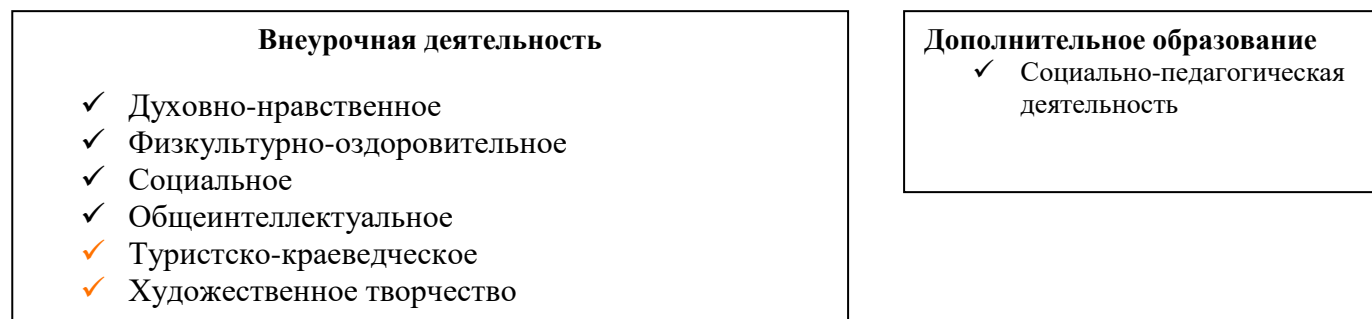 Внеурочная деятельность
✓ Духовно-нравственное
✓ Физкультурно-оздоровительное
✓ Социальное
✓ Общеинтеллектуальное
✓ Туристско-краеведческое
✓ Художественное творчество
Дополнительное образование
✓ Социально-педагогическая
деятельность